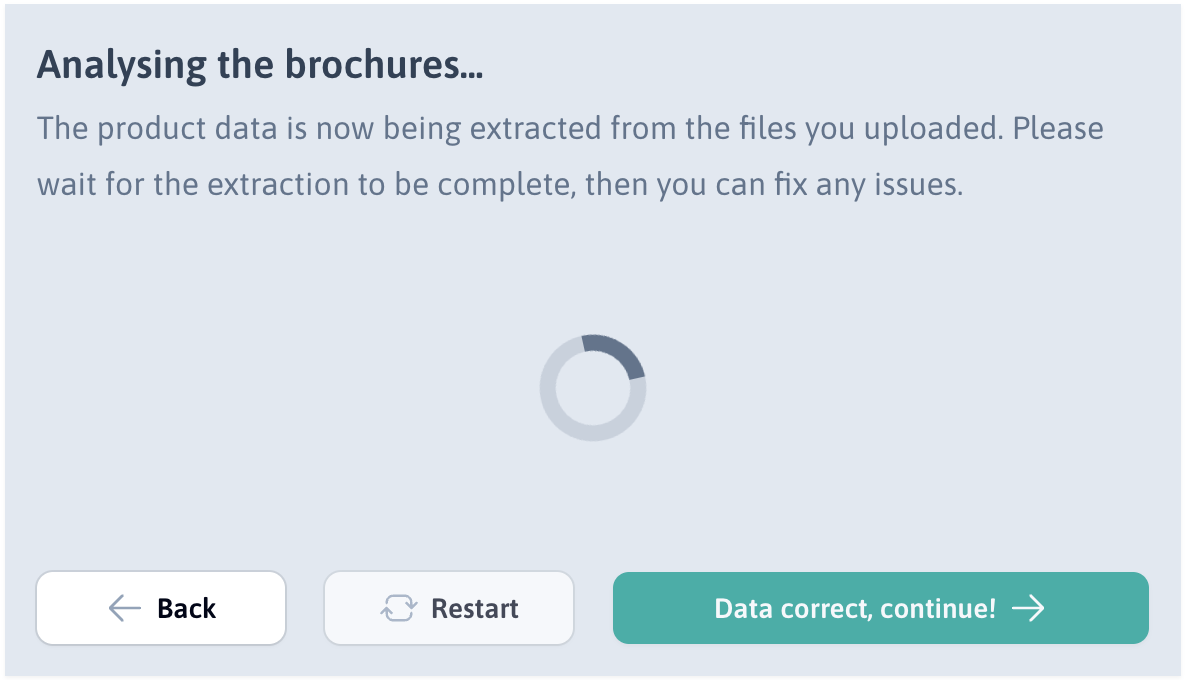 Analysing the brochures...
The product data is now being extracted from the files you uploaded. Please
wait for the extraction to be complete, then you can fix any issues.
Back
Restart
Data correct, continue!